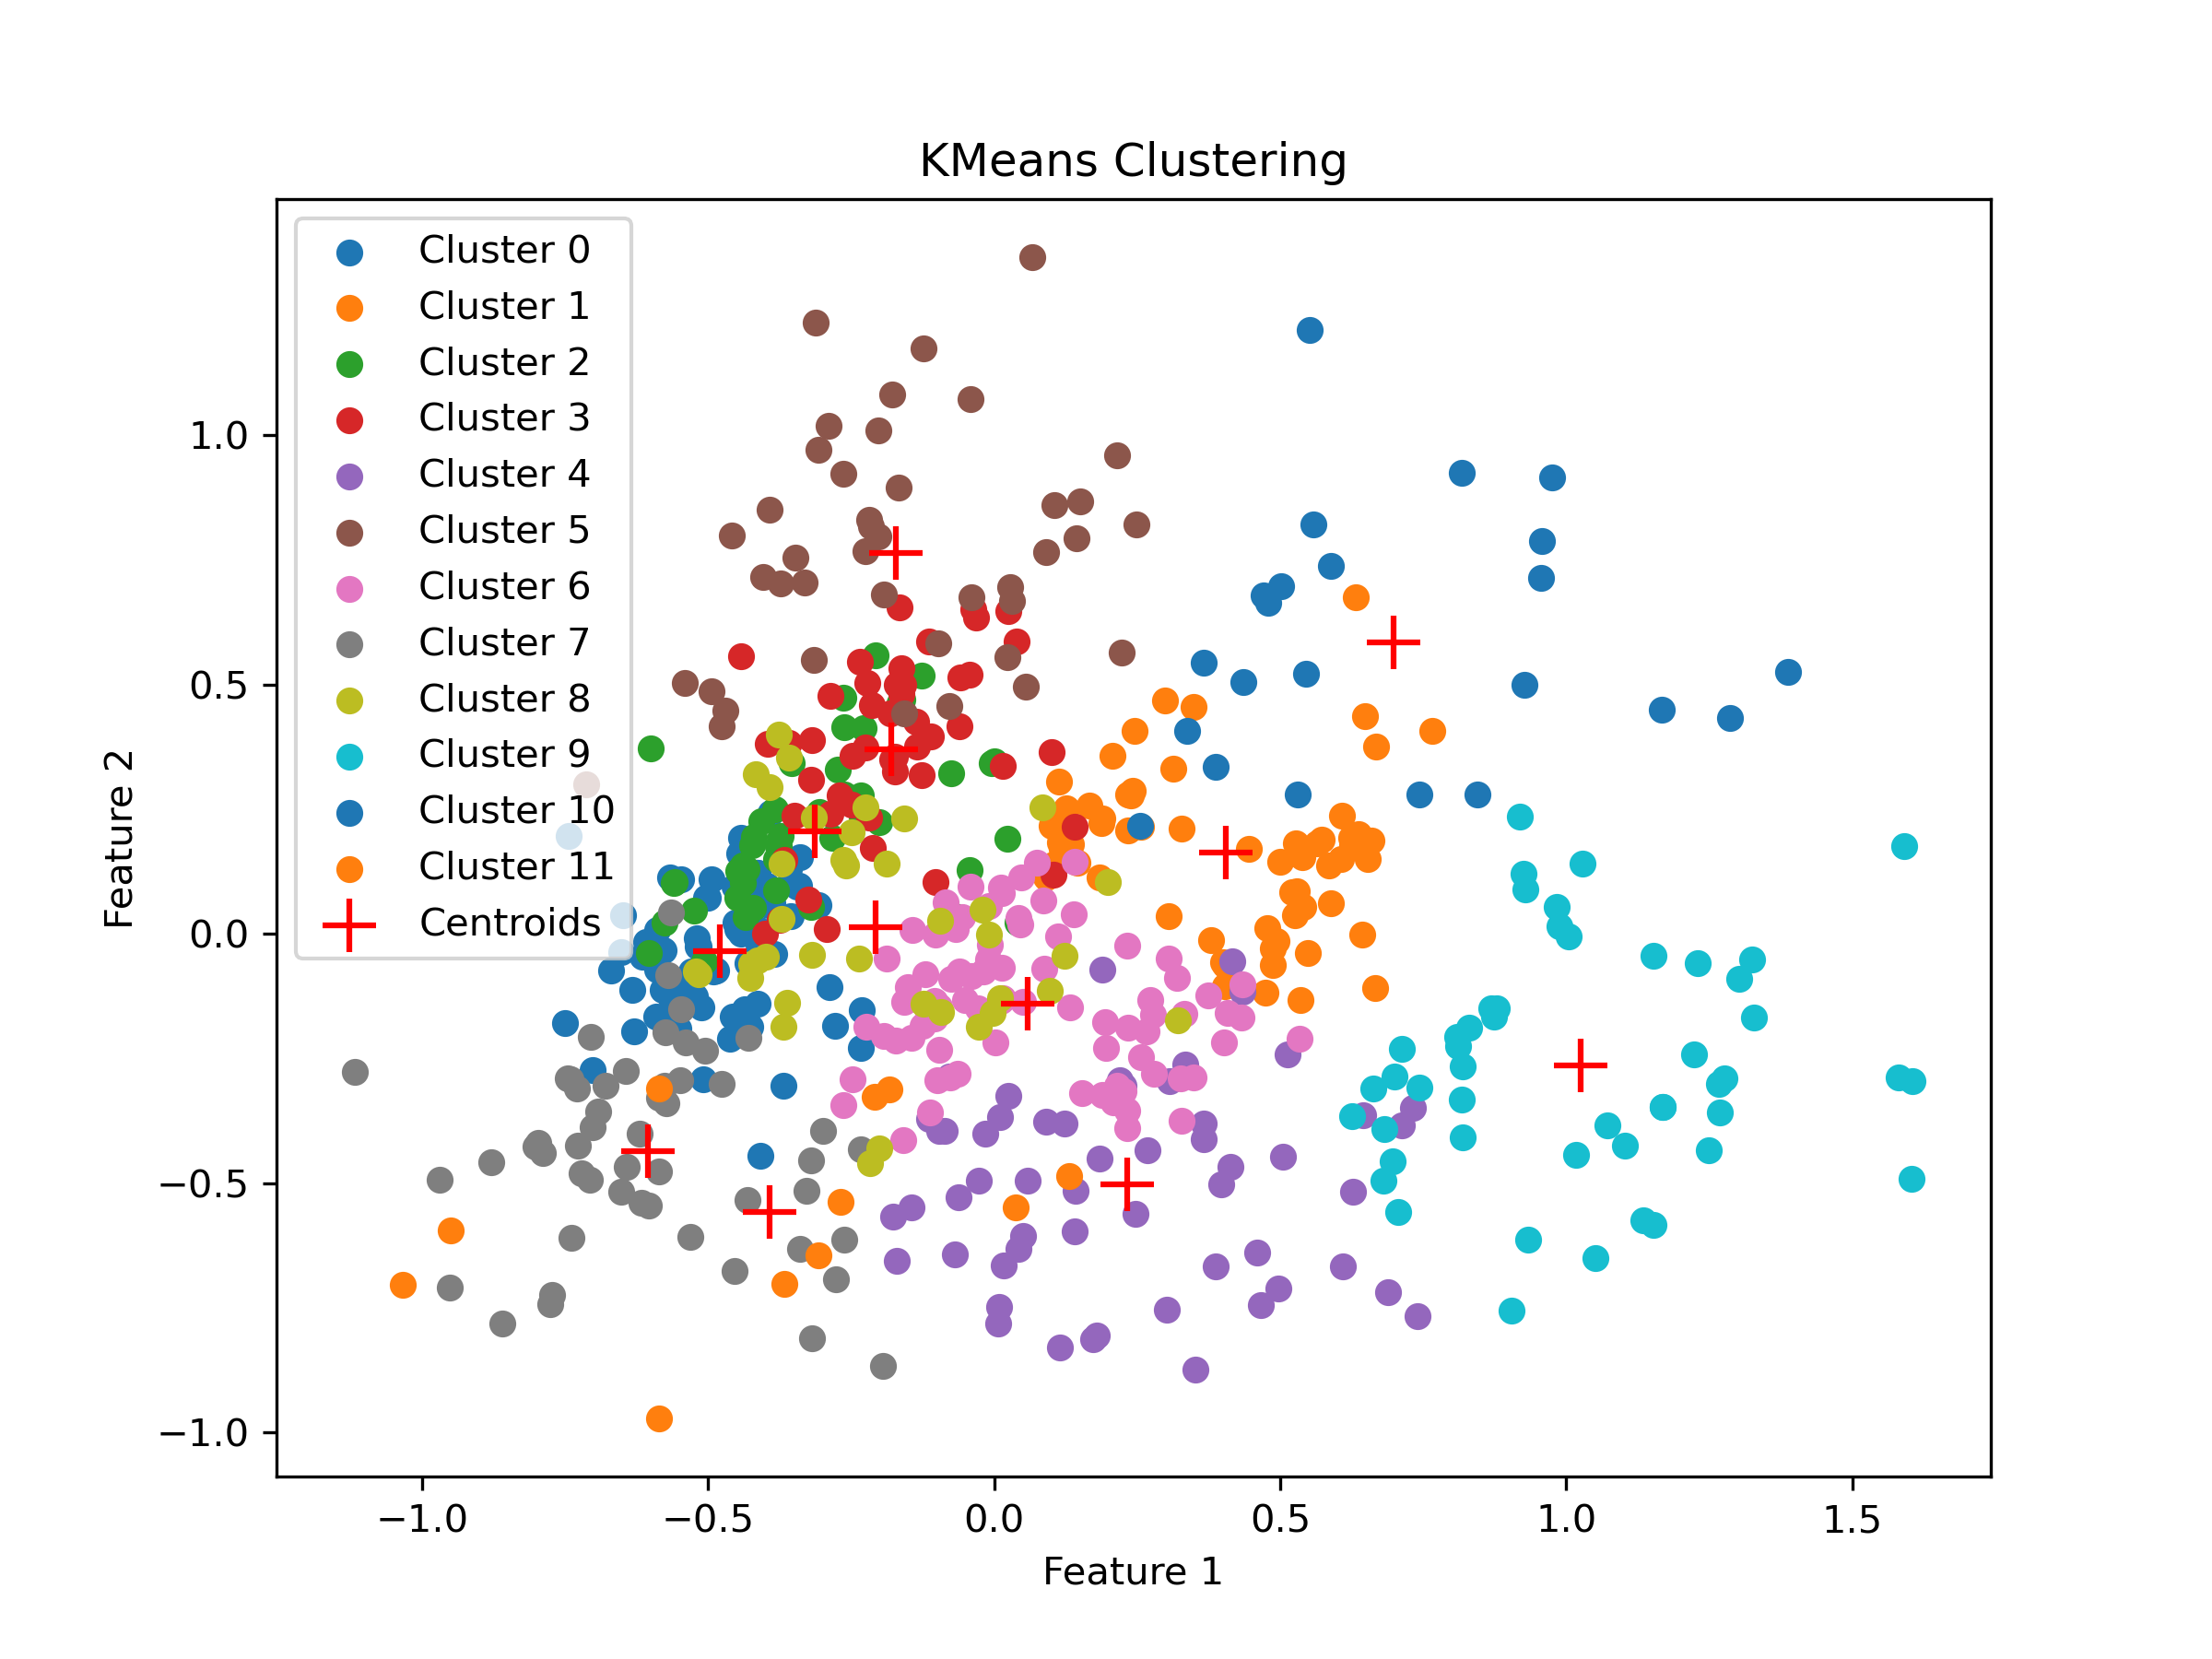 KMeans Clustering
Cluster 0
Cluster 1
Cluster 2
Cluster 3
Cluster 4
Cluster 5
Cluster 6
Cluster 7
Cluster 8
Cluster 9
Cluster 10
Cluster 11
Centroids
Feature 2
1.0
0.5
0.0
−0.5
−1.0
−1.0 −0.5 0.0 0.5 1.0 1.5
Feature 1